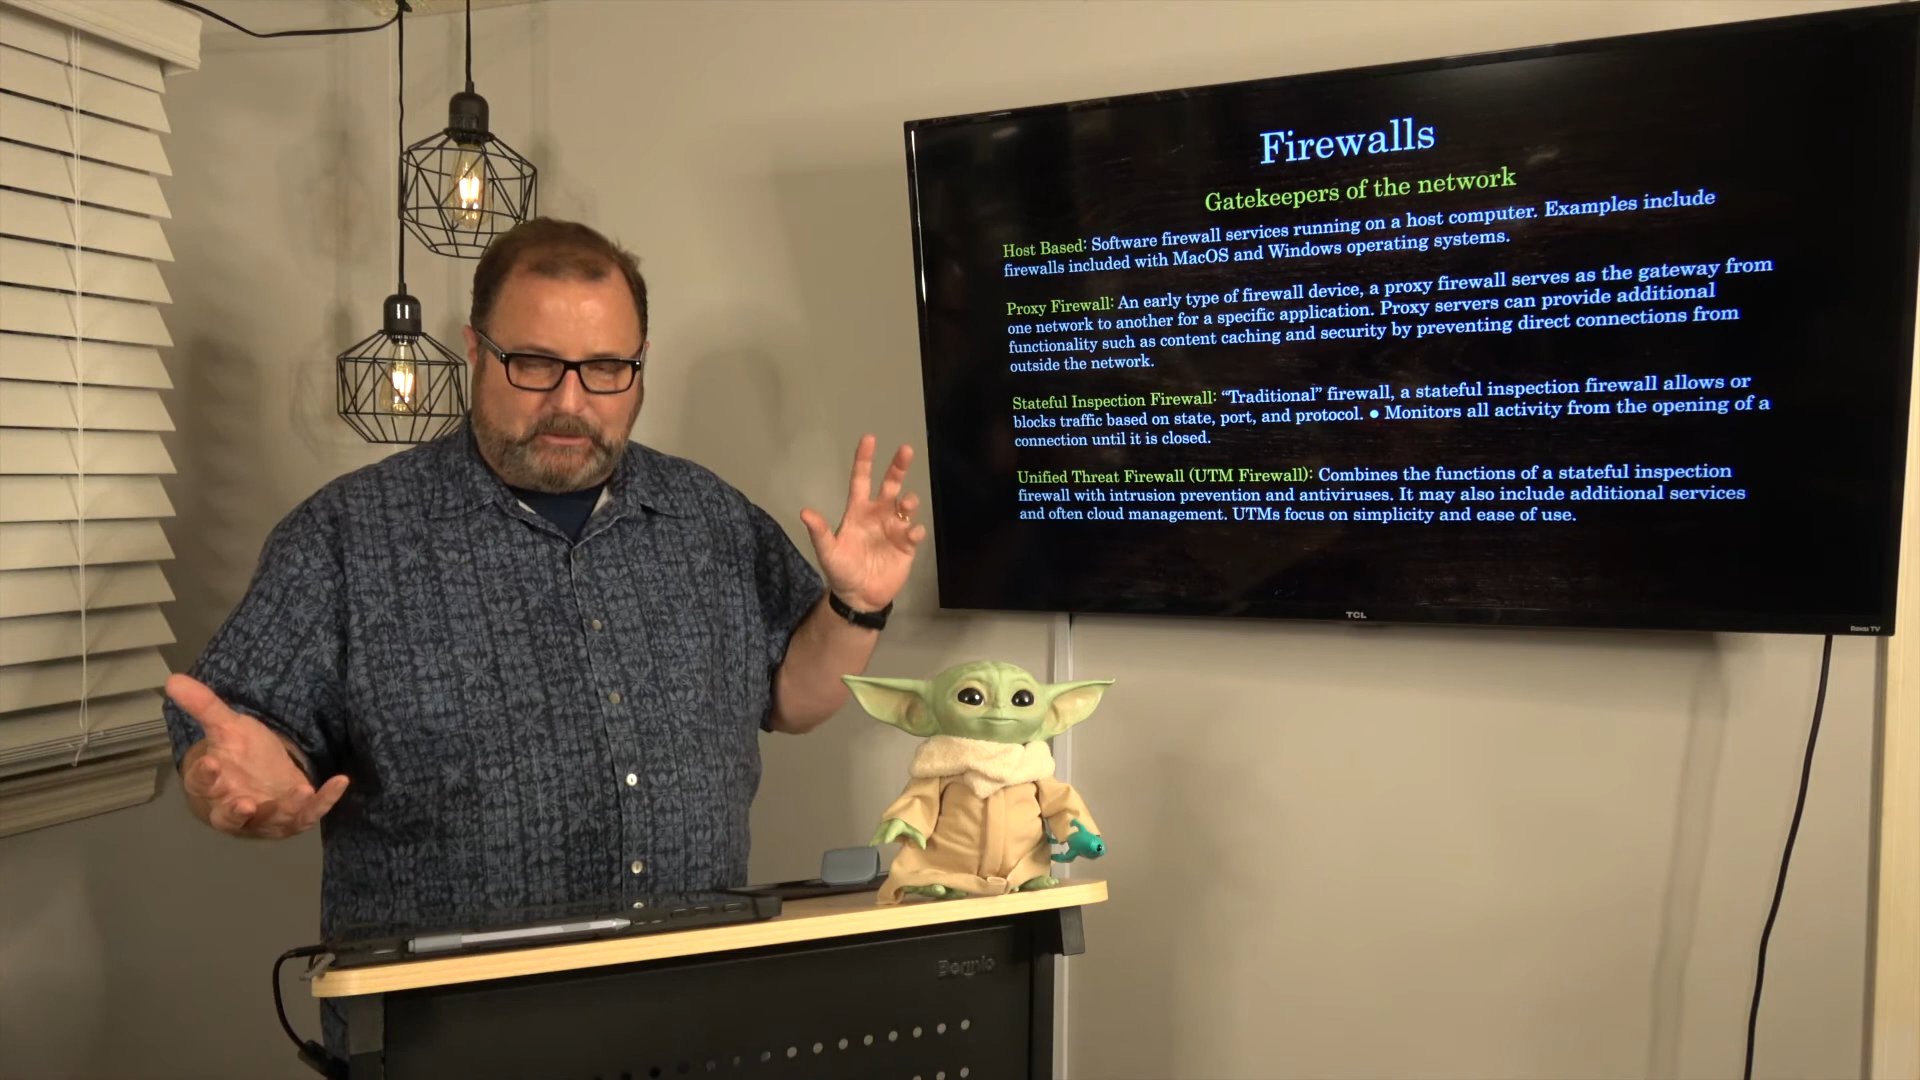 Firewalls
Gatekeepers of the network
Host Based: Software firewall services running on a host computer. Examples include
firewalls included with MacOS and Windows operating systems.
Proxy Firewall: An early type of firewall device, a proxy firewall serves as the gateway from
one network to another for a specific application. Proxy servers can provide additional
functionality such as content caching and security by preventing direct connections from
outside the network.
Stateful Inspection Firewall: “Traditional” firewall, a stateful inspection firewall allows or
blocks traffic based on state, port, and protocol. ● Monitors all activity from the opening of a
connection until it is closed.
Unified Threat Firewall (UTM Firewall): Combines the functions of a stateful inspection
firewall with intrusion prevention and antiviruses. It may also include additional services
and often cloud management. UTMs focus on simplicity and ease of use.
TCL
Roku TV